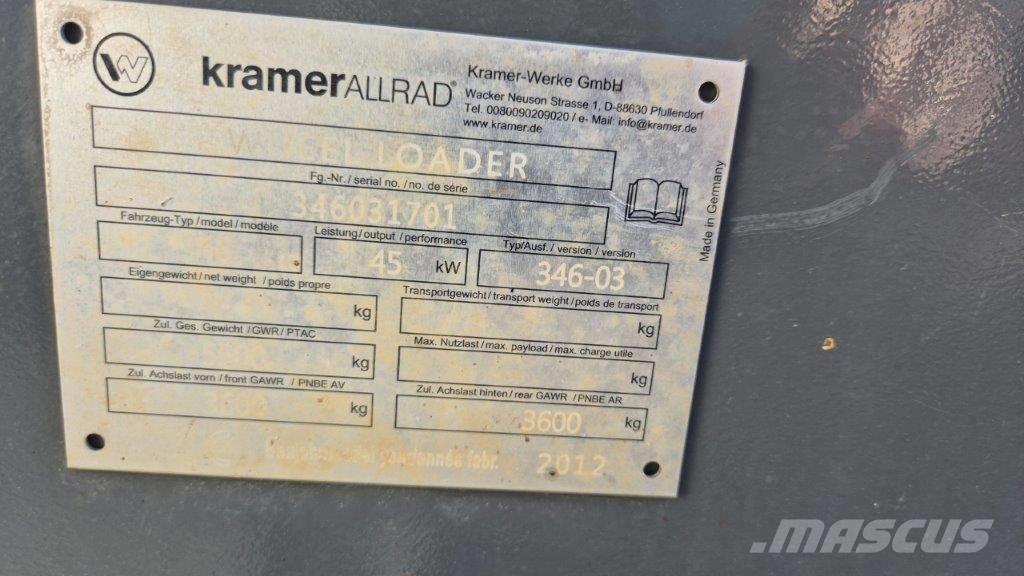 kramerALLRAD®
Kramer-Werke GmbH
Wacker Neuson Strasse 1, D-88630 Pfullendorf
Tel. 0080090209020 / e- Mail: info@kramer.de
www.kramer.de
WHEEL LOADER
Fg.-Nr./ serial no. / no. de série
346031701
Fahrzeug-Typ / model / modèle
Leistung / output / performance
45 kW
Typ/Ausf. / version / version
346-03
Eigengewicht / net weight / poids propre
kg
Transportgewicht / transport weight / poids de transport
kg
Zul. Ges. Gewicht / GWR / PTAC
kg
Max. Nutzlast / max. payload / max. charge utile
kg
Zul. Achslast vorn / front GAWR / PNBE AV
kg
Zul. Achslast hinten / rear GAWR / PNBE AR
3600 kg
fabr. 2012
Made in Germany
MASCUS